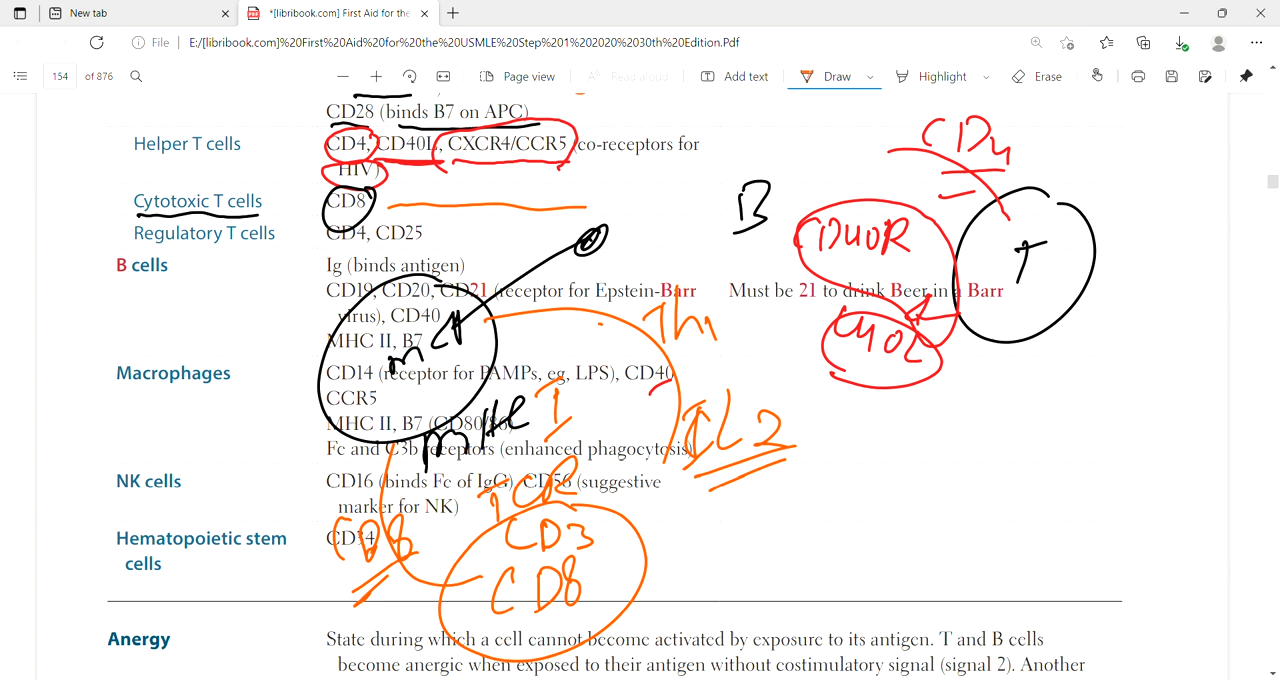 New tab
*[libribook.com] First Aid for the
File E:/[libribook.com]%20First%20Aid%20for%20the%20USMLE%20Step%201%202020%2030th%20Edition.Pdf
154 of 876 Page view Read aloud Add text Draw Highlight Erase
CD28 (binds B7 on APC)
Helper T cells CD4, CD40L, CXCR4/CCR5 (co-receptors for
HIV)
Cytotoxic T cells CD8
Regulatory T cells CD4, CD25
B cells Ig (binds antigen)
CD19, CD20, CD21 (receptor for Epstein-Barr Must be 21 to drink Beer in a Barr
virus), CD40
MHC II, B7
Macrophages CD14 (receptor for PAMPs, eg, LPS), CD40
CCR5
MHC II, B7 (CD80/86)
Fc and C3b receptors (enhanced phagocytosis)
NK cells CD16 (binds Fc of IgG), CD56 (suggestive
marker for NK)
Hematopoietic stem CD34
cells
Anergy State during which a cell cannot become activated by exposure to its antigen. T and B cells
become anergic when exposed to their antigen without costimulatory signal (signal 2). Another
CD4
B
CD40R
T
Th1
m
I
IL2
TCR
CD3
CD8
CD8